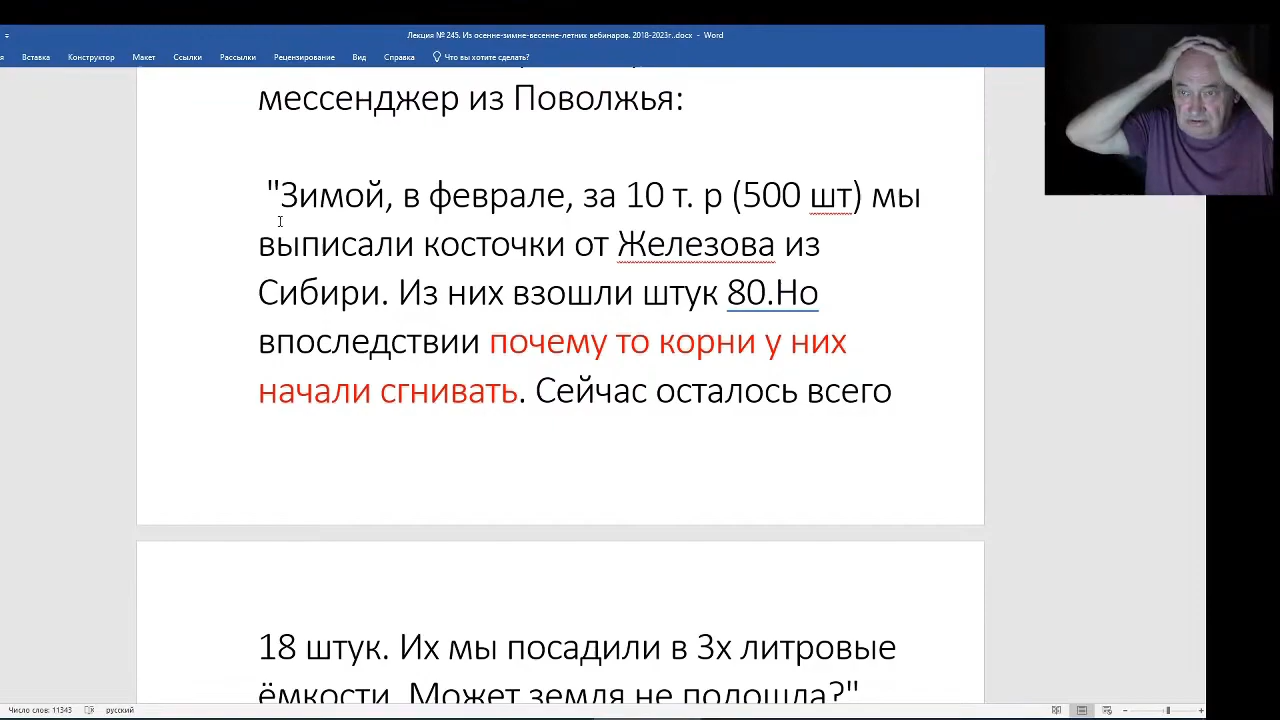 Лекция № 245. Из осенне-зимне-весенне-летних вебинаров. 2018-2023г..docx - Word
Вставка Конструктор Макет Ссылки Рассылки Рецензирование Вид Справка Что вы хотите сделать?
мессенджер из Поволжья:
"Зимой, в феврале, за 10 т. р (500 шт) мы
выписали косточки от Железова из
Сибири. Из них взошли штук 80.Но
впоследствии почему то корни у них
начали сгнивать. Сейчас осталось всего
18 штук. Их мы посадили в 3х литровые
ёмкости. Может земля не подошла?"
Число слов: 11343 русский